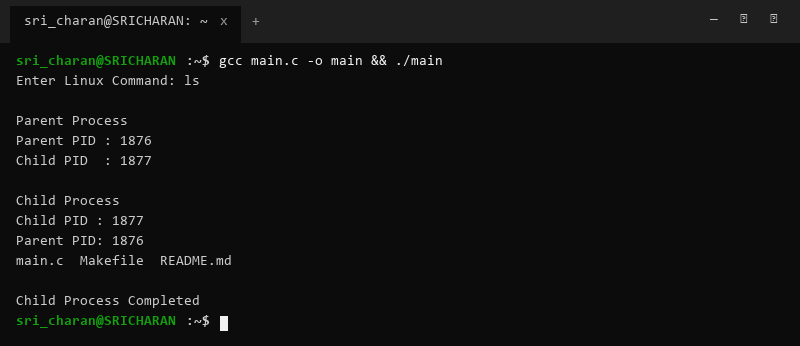 sri_charan@SRICHARAN: ~ x +
sri_charan@SRICHARAN :~$ gcc main.c -o main && ./main
Enter Linux Command: ls
Parent Process
Parent PID : 1876
Child PID  : 1877
Child Process
Child PID : 1877
Parent PID: 1876
main.c  Makefile  README.md
Child Process Completed
sri_charan@SRICHARAN :~$